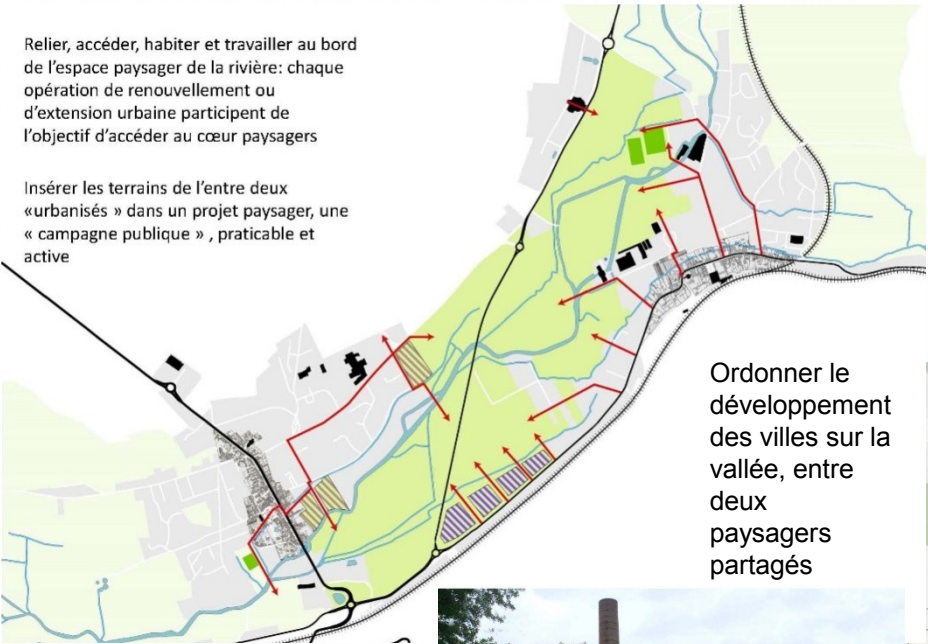 Relier, accéder, habiter et travailler au bord
de l'espace paysager de la rivière: chaque
opération de renouvellement ou
d'extension urbaine participent de
l'objectif d'accéder au cœur paysagers
Insérer les terrains de l'entre deux
«urbanisés » dans un projet paysager, une
« campagne publique » , praticable et
active
Ordonner le
développement
des villes sur la
vallée, entre
deux
paysagers
partagés